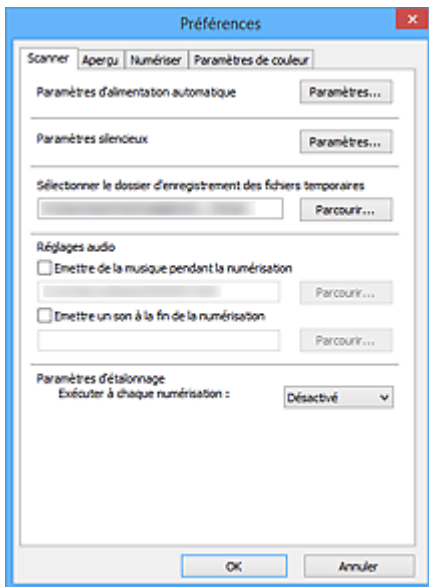 Préférences
Scanner Aperçu Numériser Paramètres de couleur
Paramètres d'alimentation automatique Paramètres...
Paramètres silencieux Paramètres...
Sélectionner le dossier d'enregistrement des fichiers temporaires
Parcourir...
Réglages audio
Emettre de la musique pendant la numérisation
Parcourir...
Emettre un son à la fin de la numérisation
Parcourir...
Paramètres d'étalonnage
Exécuter à chaque numérisation : Désactivé
OK Annuler